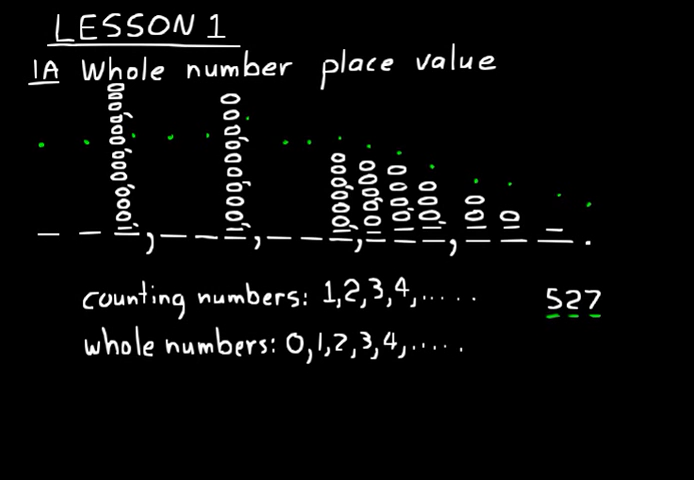 LESSON 1
1A Whole number place value
1,000,000,000,000
1,000,000,000
1,000,000
100,000
10,000
1,000
100
10
1
_ _ _ , _ _ _ , _ _ _ , _ _ _ , _ _ _ .
counting numbers: 1,2,3,4,.....
527
whole numbers: 0,1,2,3,4,.....